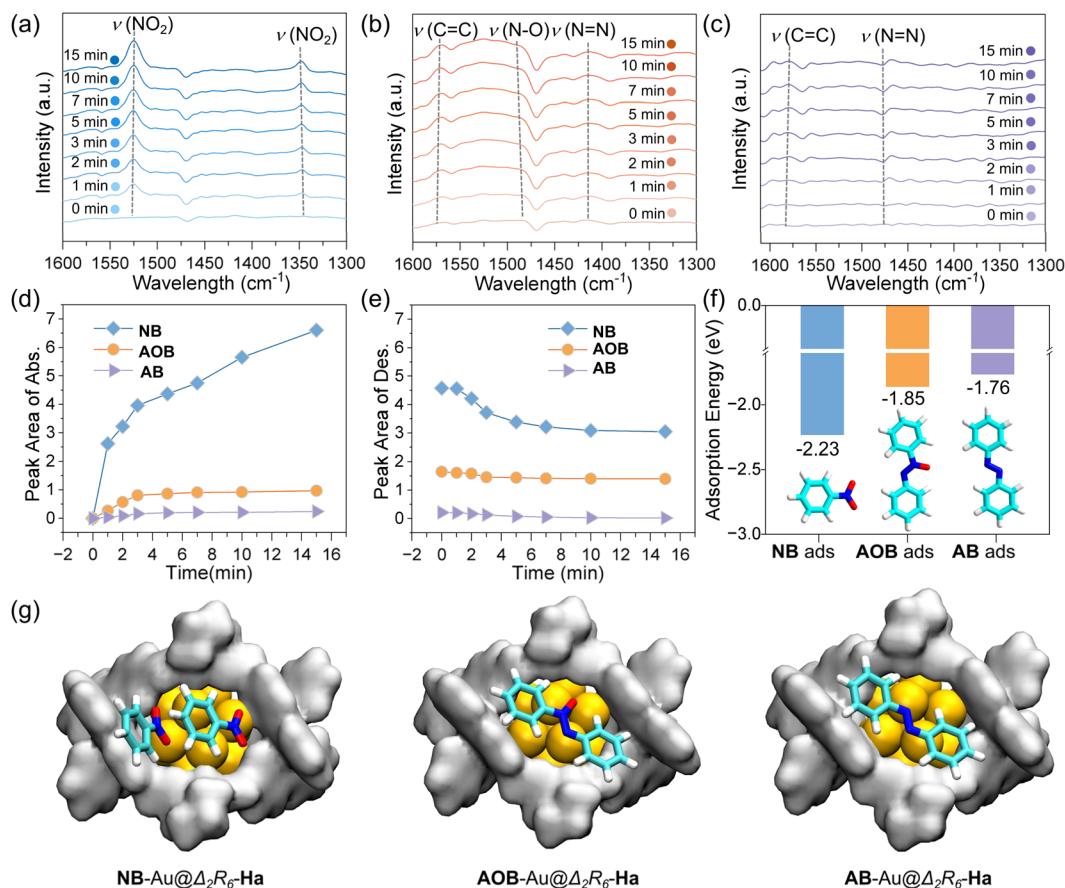 (a)
ν (NO₂)
ν (NO₂)
15 min
10 min
7 min
5 min
3 min
2 min
1 min
0 min
Intensity (a.u.)
1600 1550 1500 1450 1400 1350 1300
Wavelength (cm⁻¹)
(b)
ν (C=C) ν (N-O) ν (N=N)
15 min
10 min
7 min
5 min
3 min
2 min
1 min
0 min
Intensity (a.u.)
1600 1550 1500 1450 1400 1350 1300
Wavelength (cm⁻¹)
(c)
ν (C=C) ν (N=N)
15 min
10 min
7 min
5 min
3 min
2 min
1 min
0 min
Intensity (a.u.)
1600 1550 1500 1450 1400 1350 1300
Wavelength (cm⁻¹)
(d)
NB
AOB
AB
Peak Area of Abs.
7
6
5
4
3
2
1
0
−2 0 2 4 6 8 10 12 14 16
Time(min)
(e)
NB
AOB
AB
Peak Area of Des.
7
6
5
4
3
2
1
0
−2 0 2 4 6 8 10 12 14 16
Time (min)
(f)
Adsorption Energy (eV)
0.0
−2.0
−2.5
−3.0
-2.23
-1.85
-1.76
NB ads AOB ads AB ads
(g)
NB-Au@Δ₂R₆-Ha
AOB-Au@Δ₂R₆-Ha
AB-Au@Δ₂R₆-Ha